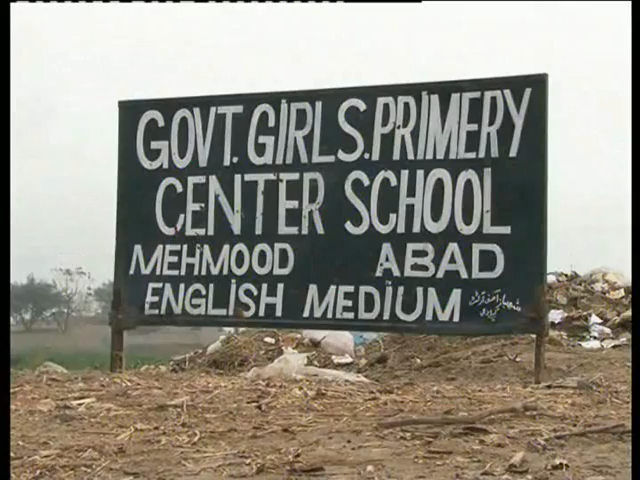 GOVT. GIRLS. PRIMERY
CENTER SCHOOL
MEHMOOD ABAD
ENGLISH MEDIUM